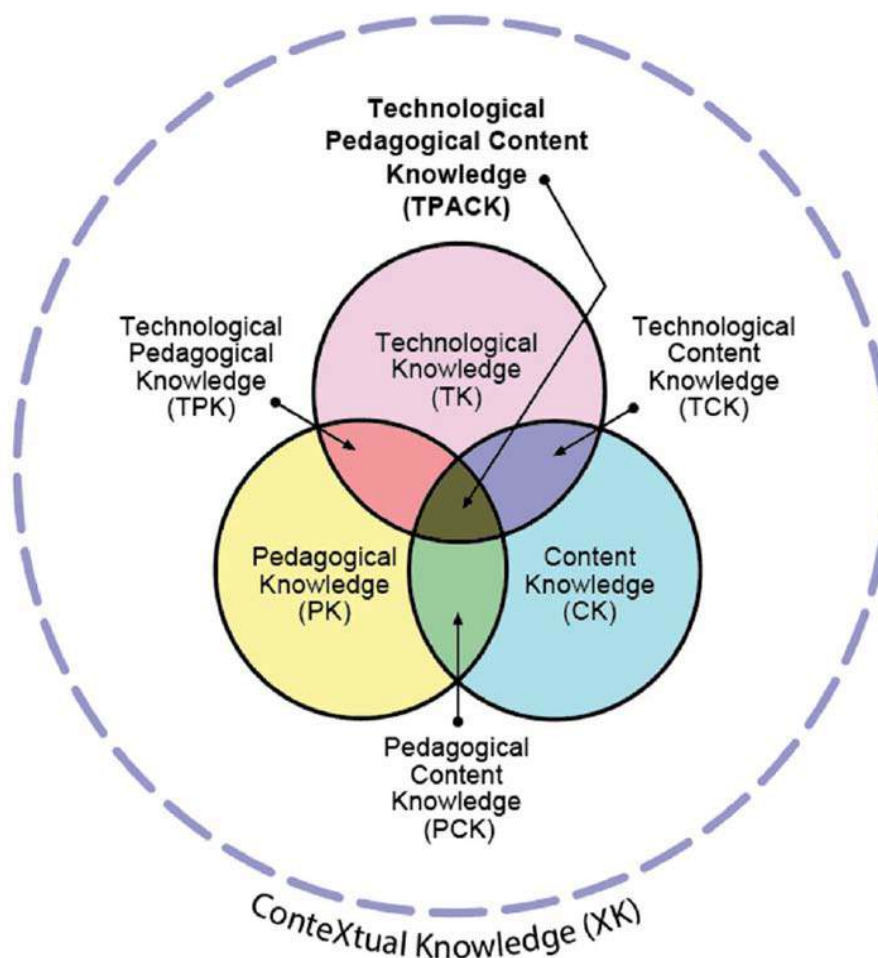 Technological
Pedagogical Content
Knowledge
(TPACK)
Technological
Pedagogical
Knowledge
(TPK)
Technological
Knowledge
(TK)
Technological
Content
Knowledge
(TCK)
Pedagogical
Knowledge
(PK)
Content
Knowledge
(CK)
Pedagogical
Content
Knowledge
(PCK)
ConteXtual Knowledge (XK)